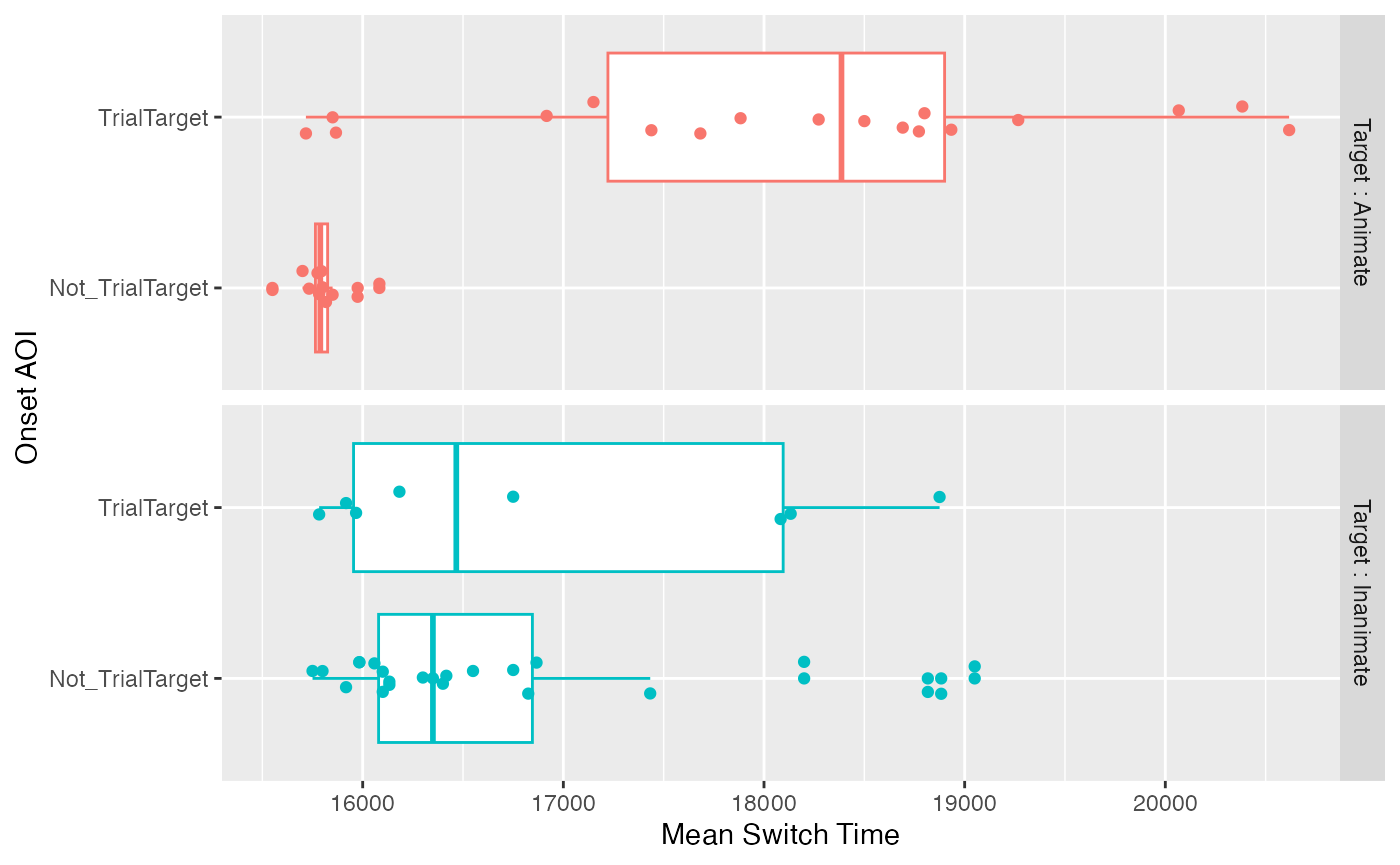 TrialTarget
Not_TrialTarget
Target : Animate
Onset AOI
TrialTarget
Not_TrialTarget
Target : Inanimate
16000 17000 18000 19000 20000
Mean Switch Time